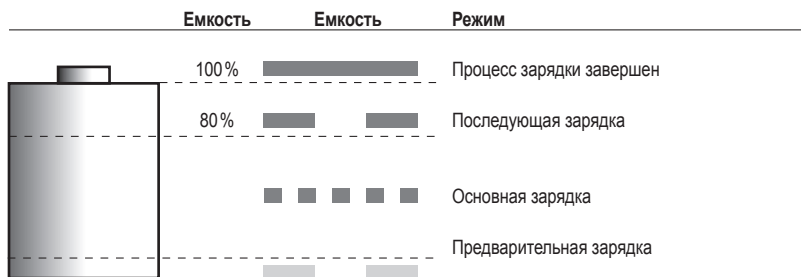 Емкость Емкость Режим
100 % Процесс зарядки завершен
80 % Последующая зарядка
Основная зарядка
Предварительная зарядка